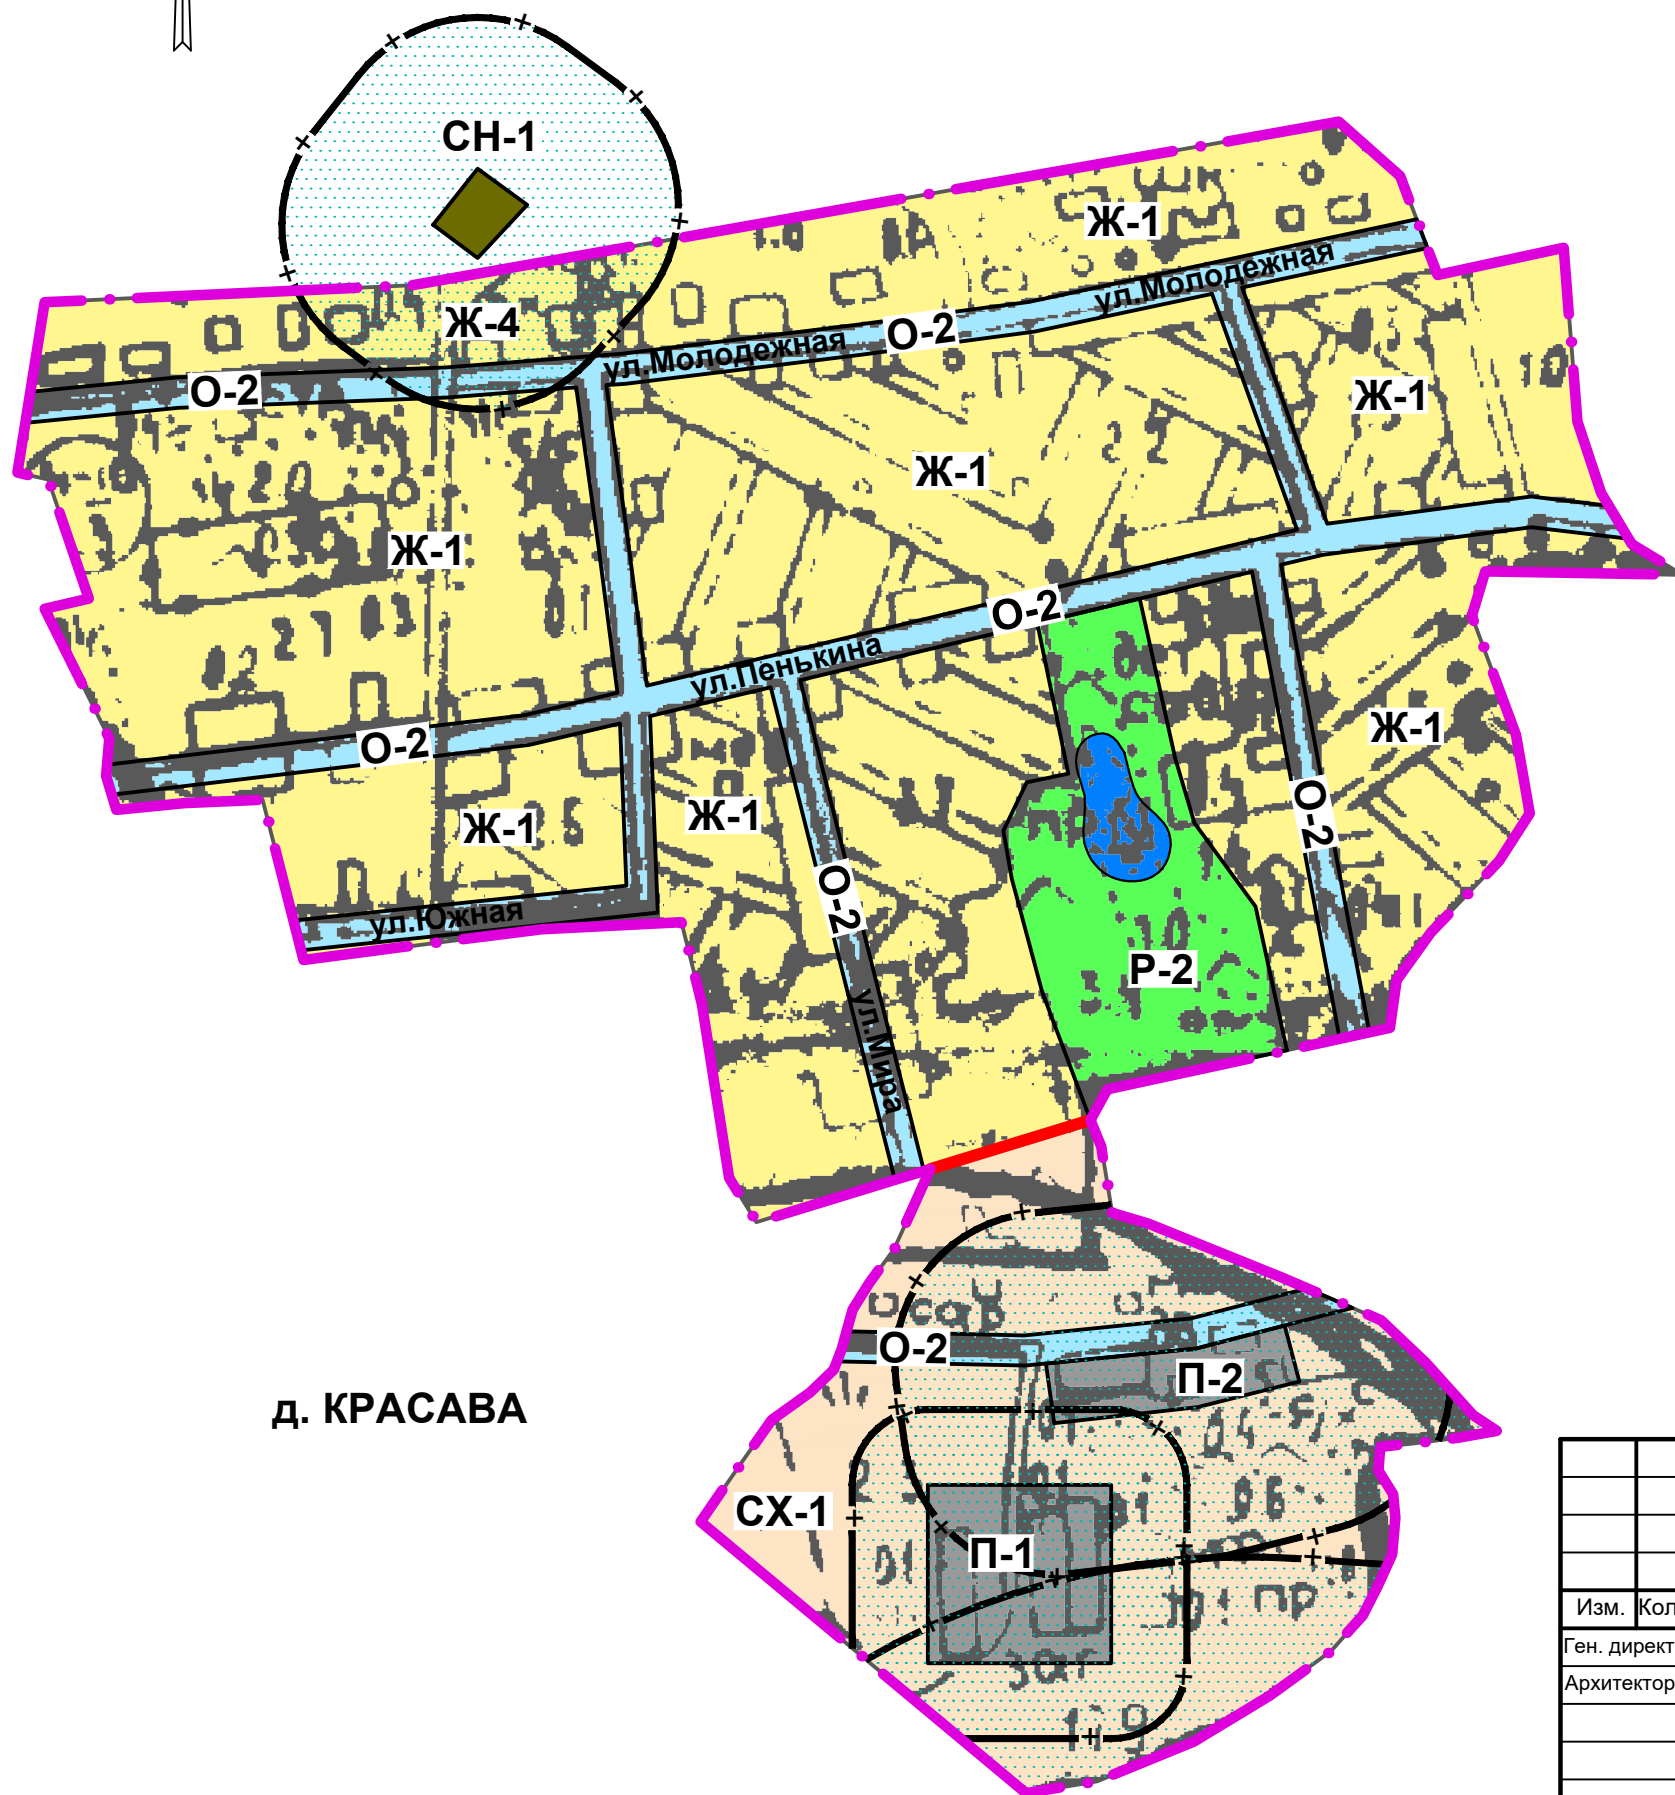 СН-1
Ж-1
ул.Молодежная
Ж-4
О-2
ул.Молодежная
О-2
Ж-1
Ж-1
Ж-1
О-2
ул.Пенькина
О-2
Ж-1
О-2
Ж-1
Ж-1
О-2
ул.Южная
Р-2
ул.Мира
О-2
П-2
д. КРАСАВА
СХ-1
П-1
Изм.
Кол
Ген. директ
Архитектор